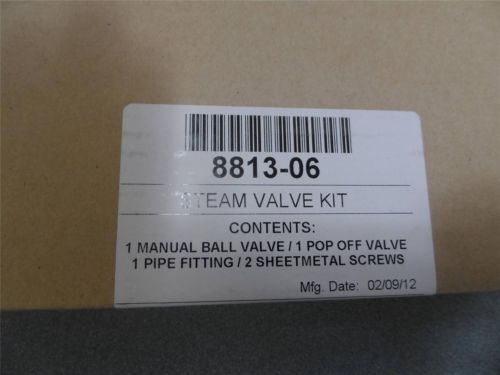 8813-06
STEAM VALVE KIT
CONTENTS:
1 MANUAL BALL VALVE / 1 POP OFF VALVE
1 PIPE FITTING / 2 SHEETMETAL SCREWS
Mfg. Date: 02/09/12